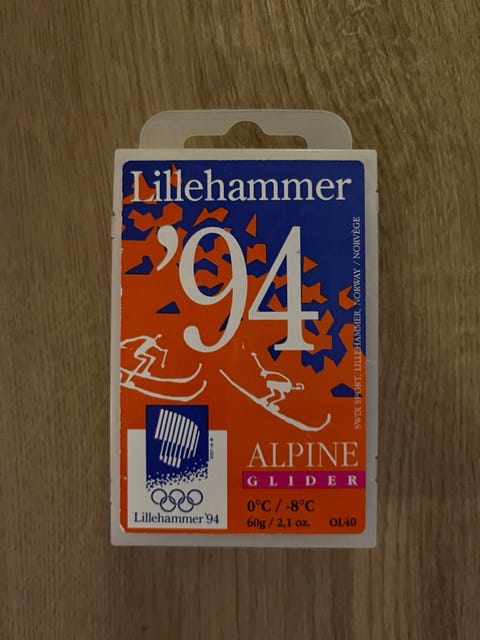 Lillehammer
'94
SWIX SPORT, LILLEHAMMER, NORWAY / NORVÈGE
ALPINE
GLIDER
0°C / -8°C
60g / 2,1 oz. OL40
Lillehammer'94